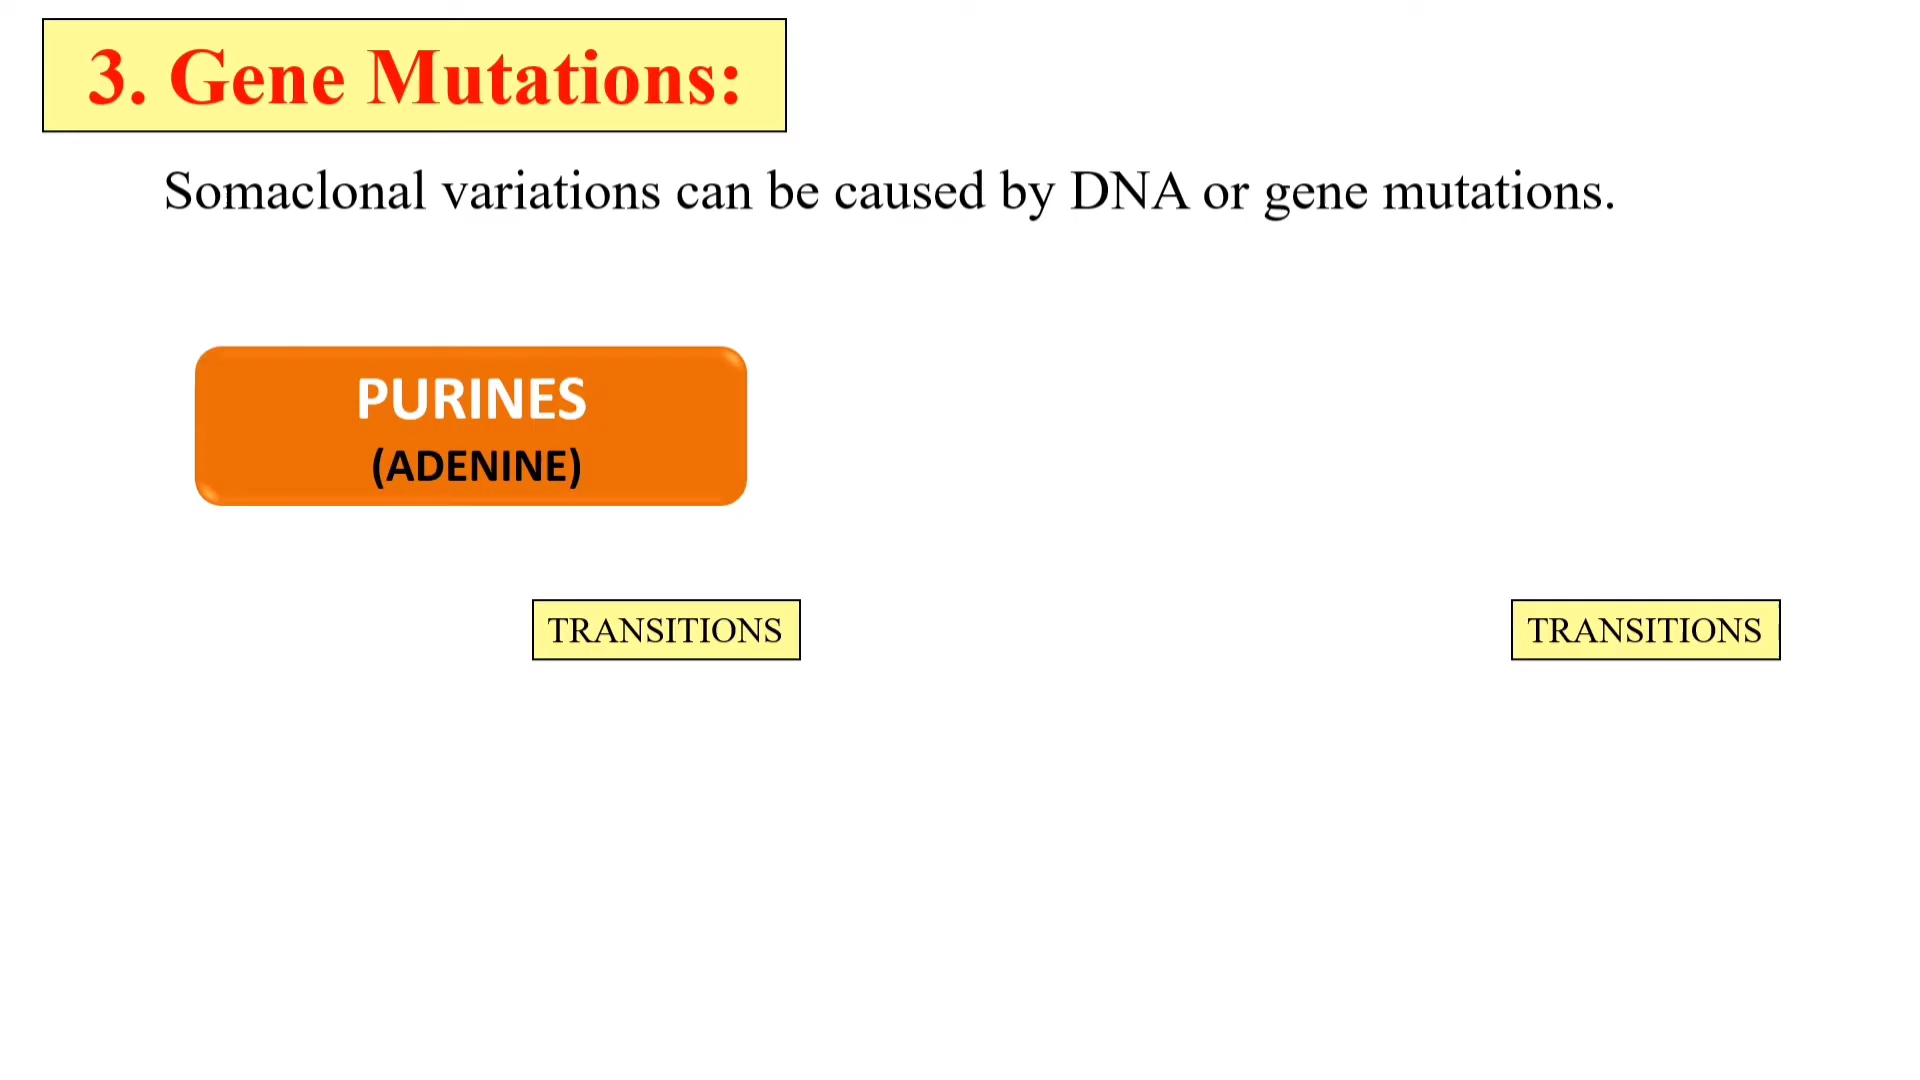 3. Gene Mutations:
Somaclonal variations can be caused by DNA or gene mutations.
PURINES
(ADENINE)
TRANSITIONS
TRANSITIONS